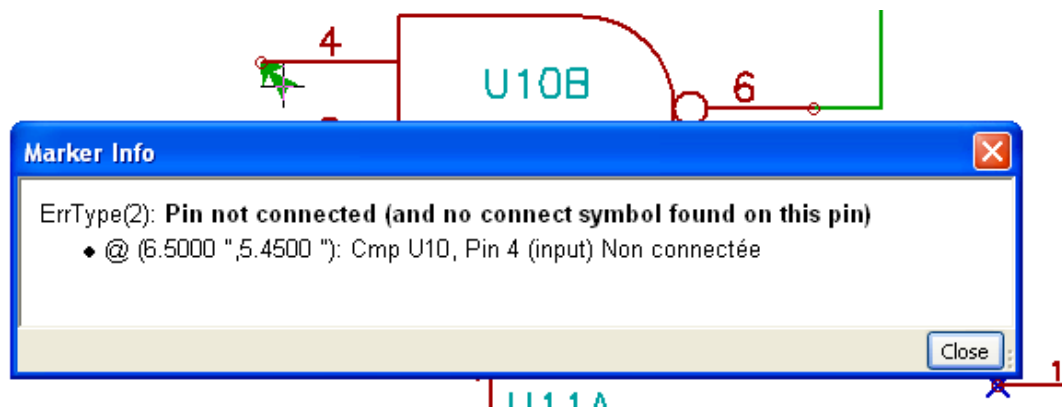 4
U10B
6
Marker Info
ErrType(2): Pin not connected (and no connect symbol found on this pin)
• @ (6.5000 ",5.4500 "): Cmp U10, Pin 4 (input) Non connectée
Close
1
U11A